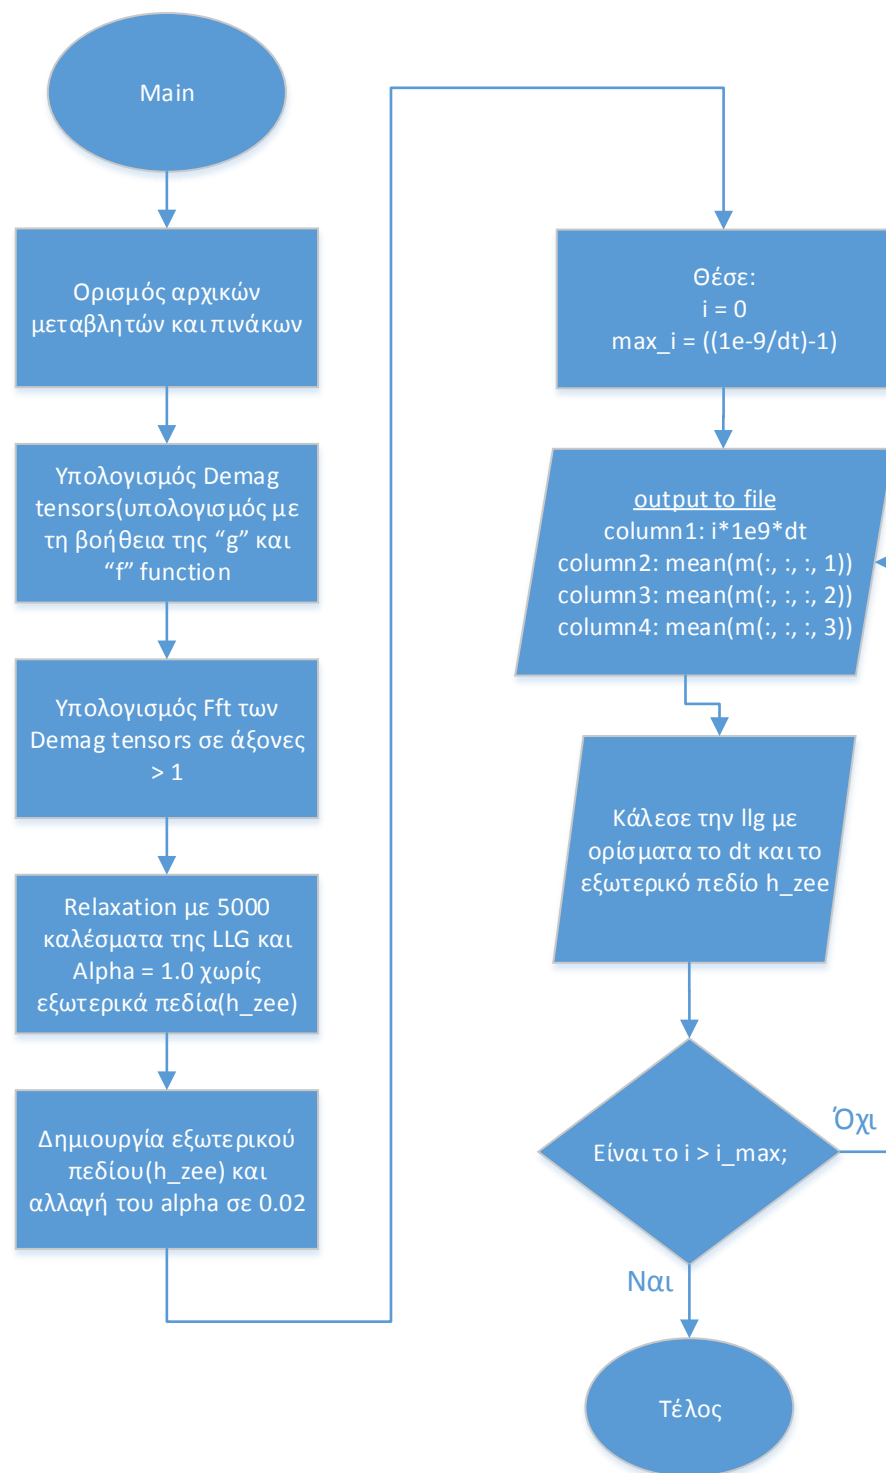 Main
Ορισμός αρχικών
μεταβλητών και πινάκων
Υπολογισμός Demag
tensors(υπολογισμός με
τη βοήθεια της “g” και
“f” function
Υπολογισμός Fft των
Demag tensors σε άξονες
> 1
Relaxation με 5000
καλέσματα της LLG και
Alpha = 1.0 χωρίς
εξωτερικά πεδία(h_zee)
Δημιουργία εξωτερικού
πεδίου(h_zee) και
αλλαγή του alpha σε 0.02
Θέσε:
i = 0
max_i = ((1e-9/dt)-1)
output to file
column1: i*1e9*dt
column2: mean(m(:, :, :, 1))
column3: mean(m(:, :, :, 2))
column4: mean(m(:, :, :, 3))
Κάλεσε την llg με
ορίσματα το dt και το
εξωτερικό πεδίο h_zee
Είναι το i > i_max;
Όχι
Ναι
Τέλος